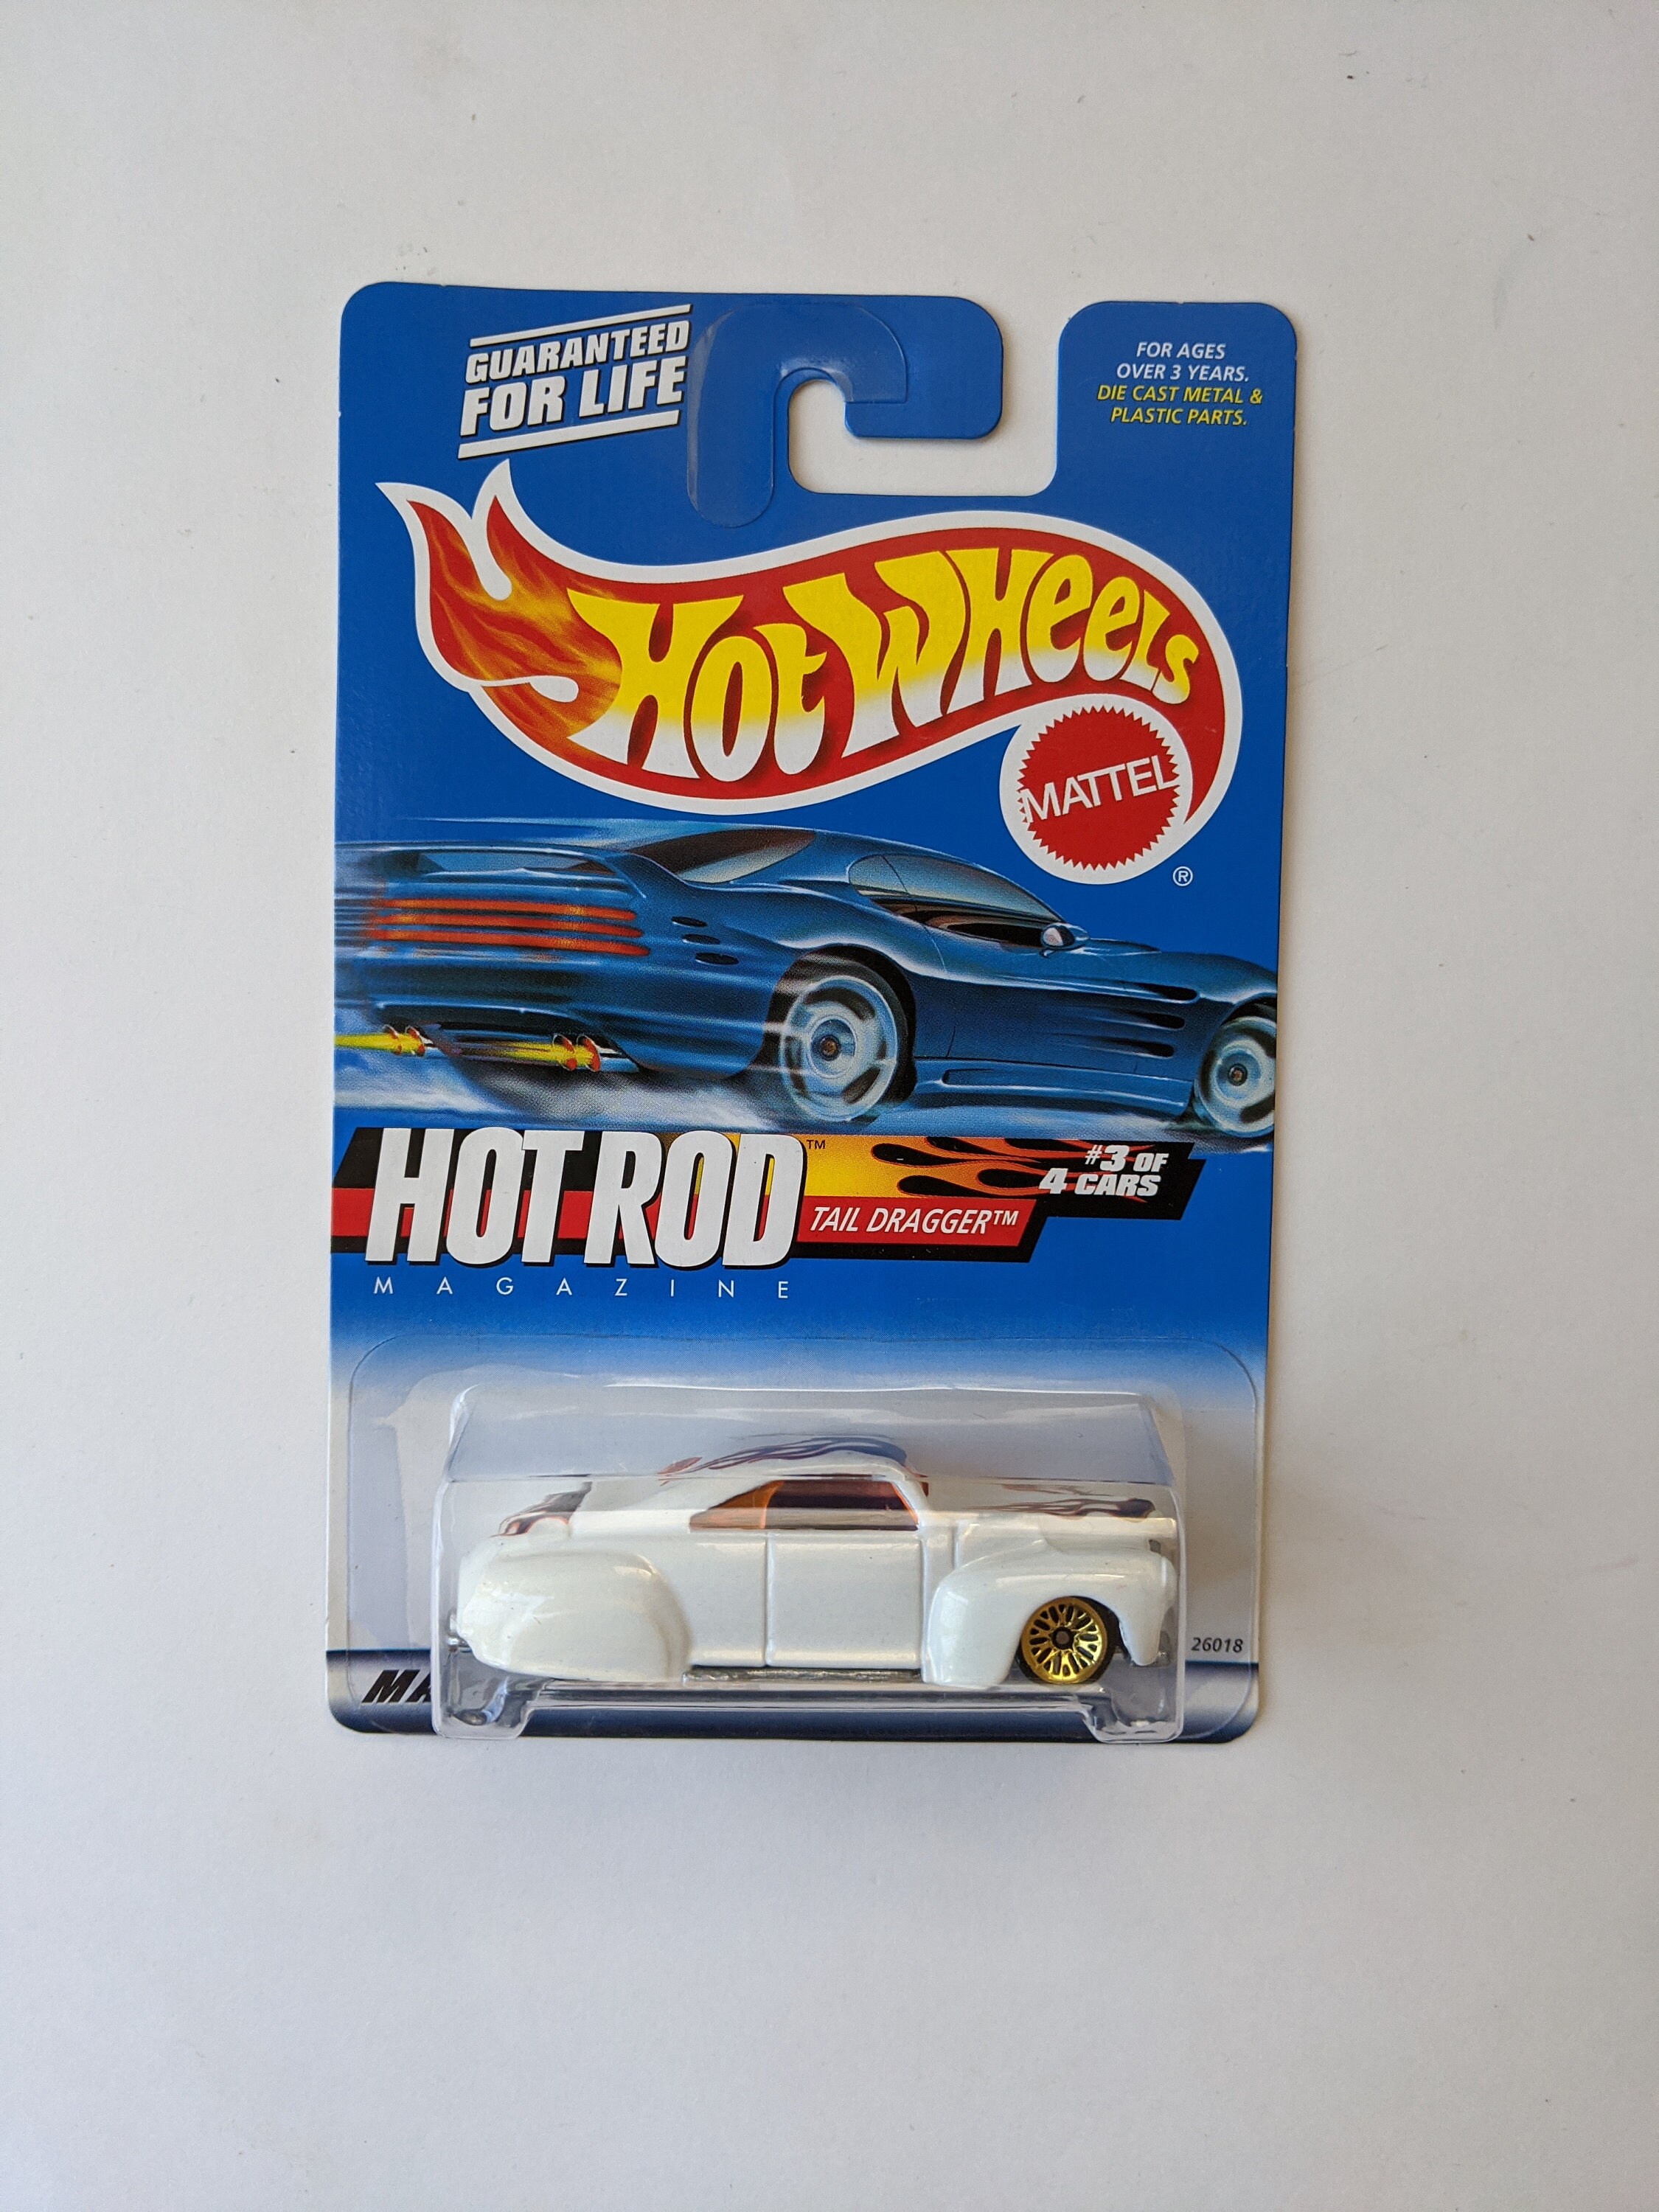 GUARANTEED
FOR LIFE
FOR AGES
OVER 3 YEARS.
DIE CAST METAL &
PLASTIC PARTS.
HOT WHEELS
MATTEL
®
HOT ROD™
#3 OF
4 CARS
TAIL DRAGGER™
MAGAZINE
26018